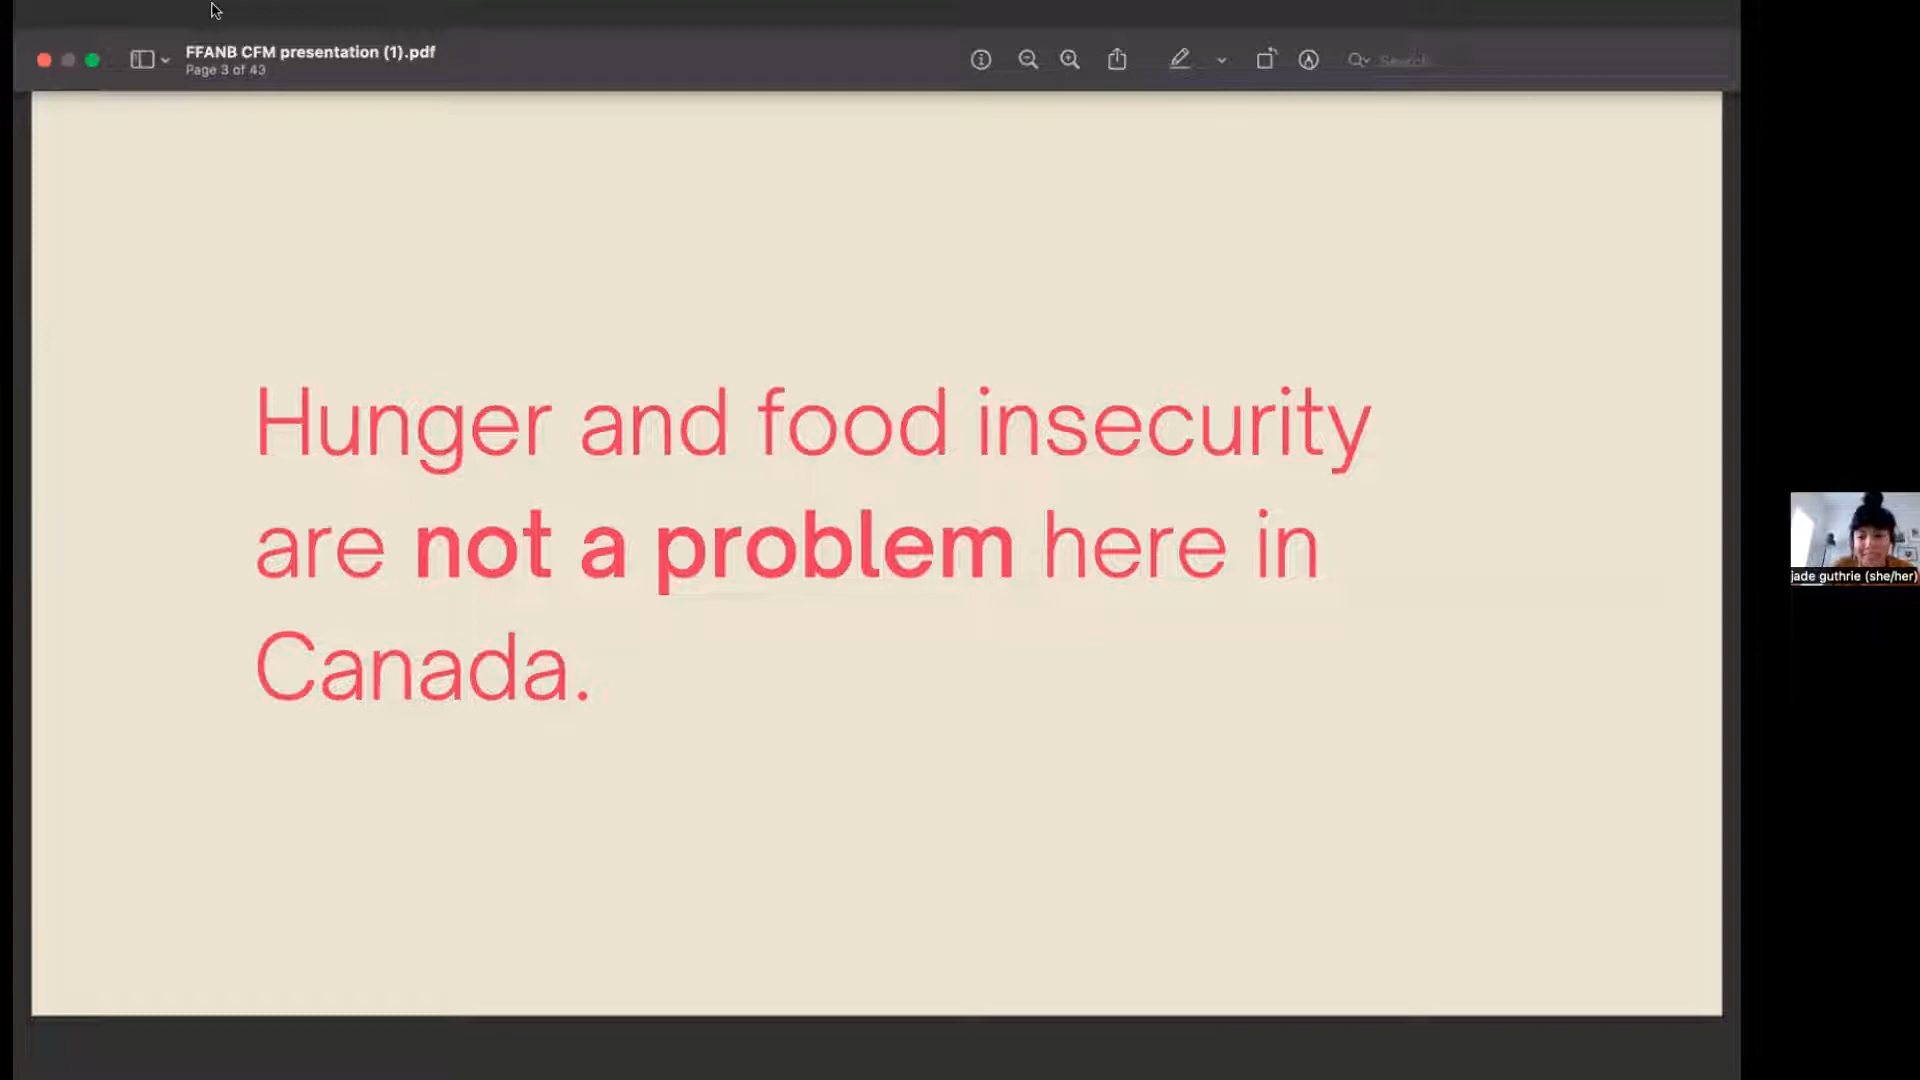 FFANB CFM presentation (1).pdf
Page 3 of 43
Search
Hunger and food insecurity
are not a problem here in
Canada.
jade guthrie (she/her)